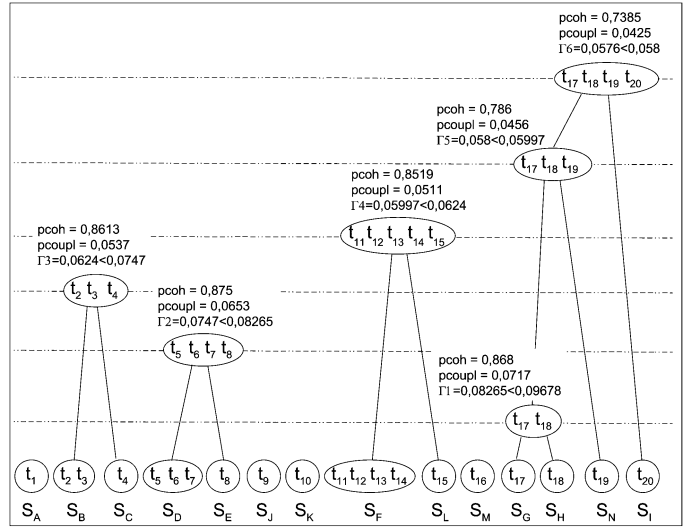 pcoh = 0,7385
pcoupl = 0,0425
Γ6=0,0576<0,058
t17 t18 t19 t20
pcoh = 0,786
pcoupl = 0,0456
Γ5=0,058<0,05997
t17 t18 t19
pcoh = 0,8519
pcoupl = 0,0511
Γ4=0,05997<0,0624
t11 t12 t13 t14 t15
pcoh = 0,8613
pcoupl = 0,0537
Γ3=0,0624<0,0747
t2 t3 t4
pcoh = 0,875
pcoupl = 0,0653
Γ2=0,0747<0,08265
t5 t6 t7 t8
pcoh = 0,868
pcoupl = 0,0717
Γ1=0,08265<0,09678
t17 t18
t1 t2 t3 t4 t5 t6 t7 t8 t9 t10 t11 t12 t13 t14 t15 t16 t17 t18 t19 t20
SA SB SC SD SE SJ SK SF SL SM SG SH SN SI